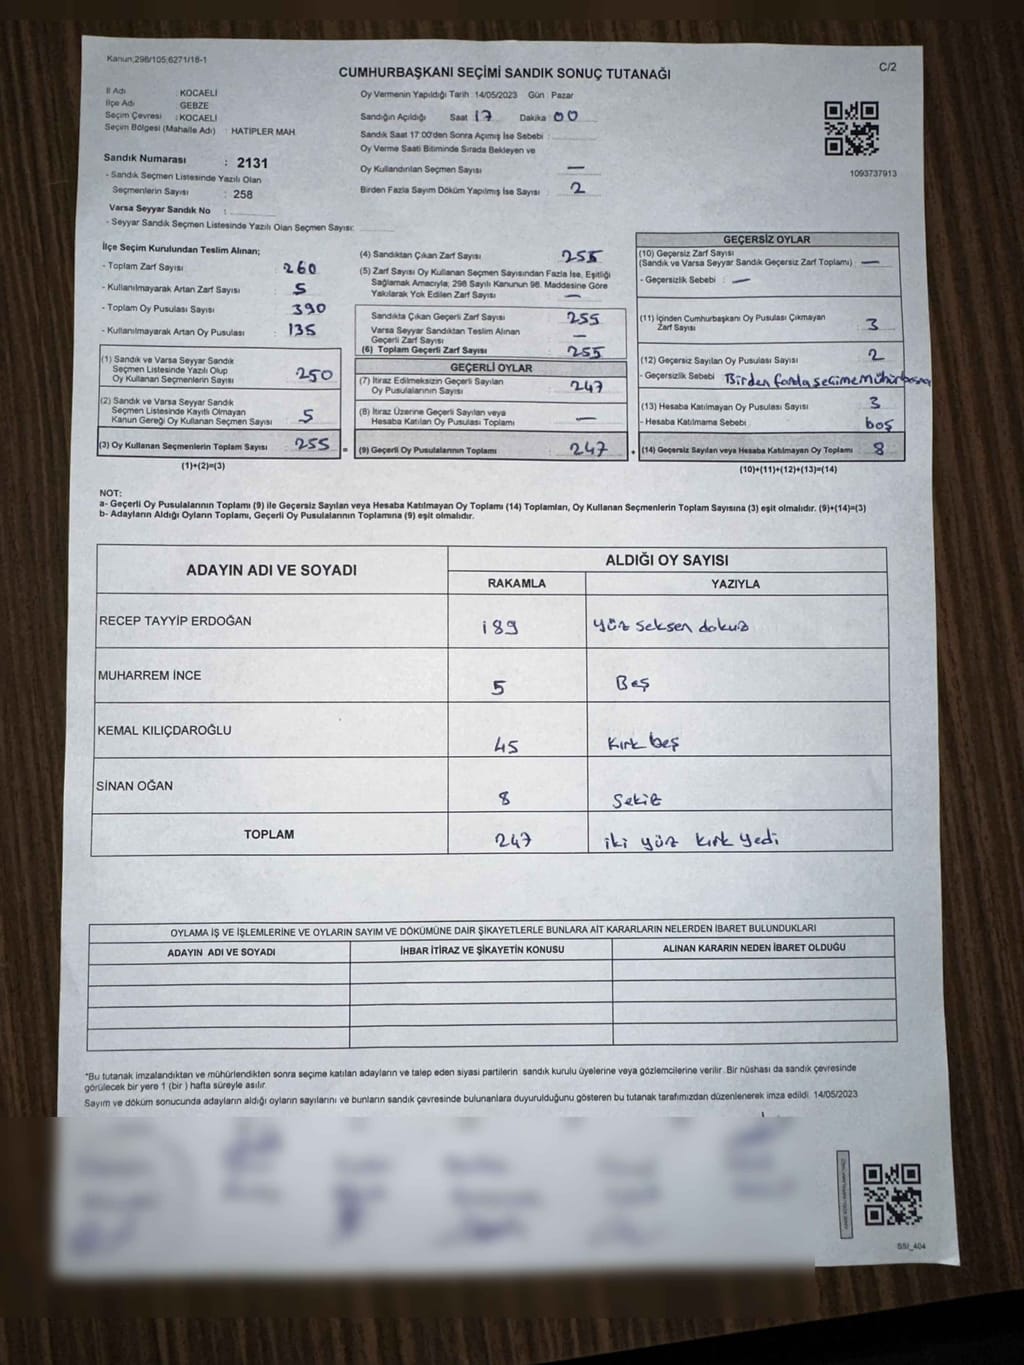 Kanun;298/105;6271/16-1
CUMHURBAŞKANI SEÇİMİ SANDIK SONUÇ TUTANAĞI
C/2
İl Adı : KOCAELİ
İlçe Adı : GEBZE
Seçim Çevresi : KOCAELİ
Seçim Bölgesi (Mahalle Adı) : HATIPLER MAH.
Sandık Numarası : 2131
- Sandık Seçmen Listesinde Yazılı Olan
Seçmenlerin Sayısı : 258
Varsa Seyyar Sandık No :
- Seyyar Sandık Seçmen Listesinde Yazılı Olan Seçmen Sayısı:
Oy Vermenin Yapıldığı Tarih : 14/05/2023 Gün : Pazar
Sandığın Açıldığı Saat 17 Dakika 00
Sandık Saat 17:00'den Sonra Açımış İse Sebebi :
Oy Verme Saati Bitiminde Sırada Bekleyen ve
Oy Kullandırılan Seçmen Sayısı —
Birden Fazla Sayım Döküm Yapılmış İse Sayısı : 2
1093737913
İlçe Seçim Kurulundan Teslim Alınan;
- Toplam Zarf Sayısı : 260
- Kullanılmayarak Artan Zarf Sayısı : 5
- Toplam Oy Pusulası Sayısı : 390
- Kullanılmayarak Artan Oy Pusulası : 135
(1) Sandık ve Varsa Seyyar Sandık
Seçmen Listesinde Yazılı Olup
Oy Kullanan Seçmenlerin Sayısı : 250
(2) Sandık ve Varsa Seyyar Sandık
Seçmen Listesinde Kayıtlı Olmayan
Kanun Gereği Oy Kullanan Seçmen Sayısı : 5
(3) Oy Kullanan Seçmenlerin Toplam Sayısı : 255 =
(1)+(2)=(3)
(4) Sandıktan Çıkan Zarf Sayısı : 255
(5) Zarf Sayısı Oy Kullanan Seçmen Sayısından Fazla İse, Eşitliği
Sağlamak Amacıyla; 298 Sayılı Kanunun 98. Maddesine Göre
Yakılarak Yok Edilen Zarf Sayısı : —
Sandıkta Çıkan Geçerli Zarf Sayısı : 255
Varsa Seyyar Sandıktan Teslim Alınan
Geçerli Zarf Sayısı : —
(6) Toplam Geçerli Zarf Sayısı : 255
GEÇERLİ OYLAR
(7) İtiraz Edilmeksizin Geçerli Sayılan
Oy Pusulalarının Sayısı : 247
(8) İtiraz Üzerine Geçerli Sayılan veya
Hesaba Katılan Oy Pusulası Toplamı : —
(9) Geçerli Oy Pusulalarının Toplamı : 247 +
GEÇERSİZ OYLAR
(10) Geçersiz Zarf Sayısı
(Sandık ve Varsa Seyyar Sandık Geçersiz Zarf Toplamı) : —
- Geçersizlik Sebebi : —
(11) İçinden Cumhurbaşkanı Oy Pusulası Çıkmayan
Zarf Sayısı : 3
(12) Geçersiz Sayılan Oy Pusulası Sayısı : 2
- Geçersizlik Sebebi : Birden fazla seçime mühür
(13) Hesaba Katılmayan Oy Pusulası Sayısı : 3
- Hesaba Katılmama Sebebi : boş
(14) Geçersiz Sayılan veya Hesaba Katılmayan Oy Toplamı : 8
(10)+(11)+(12)+(13)=(14)
NOT:
a- Geçerli Oy Pusulalarının Toplamı (9) ile Geçersiz Sayılan veya Hesaba Katılmayan Oy Toplamı (14) Toplamları, Oy Kullanan Seçmenlerin Toplam Sayısına (3) eşit olmalıdır. (9)+(14)=(3)
b- Adayların Aldığı Oyların Toplamı, Geçerli Oy Pusulalarının Toplamına (9) eşit olmalıdır.
ADAYIN ADI VE SOYADI ALDIĞI OY SAYISI
RAKAMLA YAZIYLA
RECEP TAYYİP ERDOĞAN 189 yüz seksen dokuz
MUHARREM İNCE 5 Beş
KEMAL KILIÇDAROĞLU 45 Kırk beş
SİNAN OĞAN 8 Sekiz
TOPLAM 247 iki yüz kırk yedi
OYLAMA İŞ VE İŞLEMLERİNE VE OYLARIN SAYIM VE DÖKÜMÜNE DAİR ŞİKAYETLERLE BUNLARA AİT KARARLARIN NELERDEN İBARET BULUNDUKLARI
ADAYIN ADI VE SOYADI İHBAR İTİRAZ VE ŞİKAYETİN KONUSU ALINAN KARARIN NEDEN İBARET OLDUĞU
*Bu tutanak imzalandıktan ve mühürlendikten sonra seçime katılan adayların ve talep eden siyasi partilerin sandık kurulu üyelerine veya gözlemcilerine verilir. Bir nüshası da sandık çevresinde
görülecek bir yere 1 (bir ) hafta süreyle asılır.
Sayım ve döküm sonucunda adayların aldığı oyların sayılarını ve bunların sandık çevresinde bulunanlara duyurulduğunu gösteren bu tutanak tarafımızdan düzenlenerek imza edildi. 14/05/2023
SSİ_404